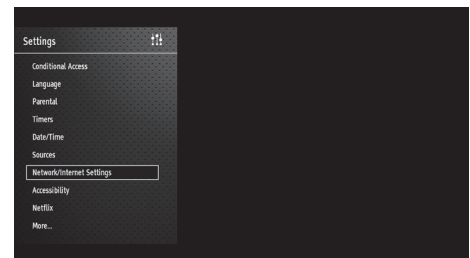 Settings
Conditional Access
Language
Parental
Timers
Date/Time
Sources
Network/Internet Settings
Accessibility
Netflix
More...